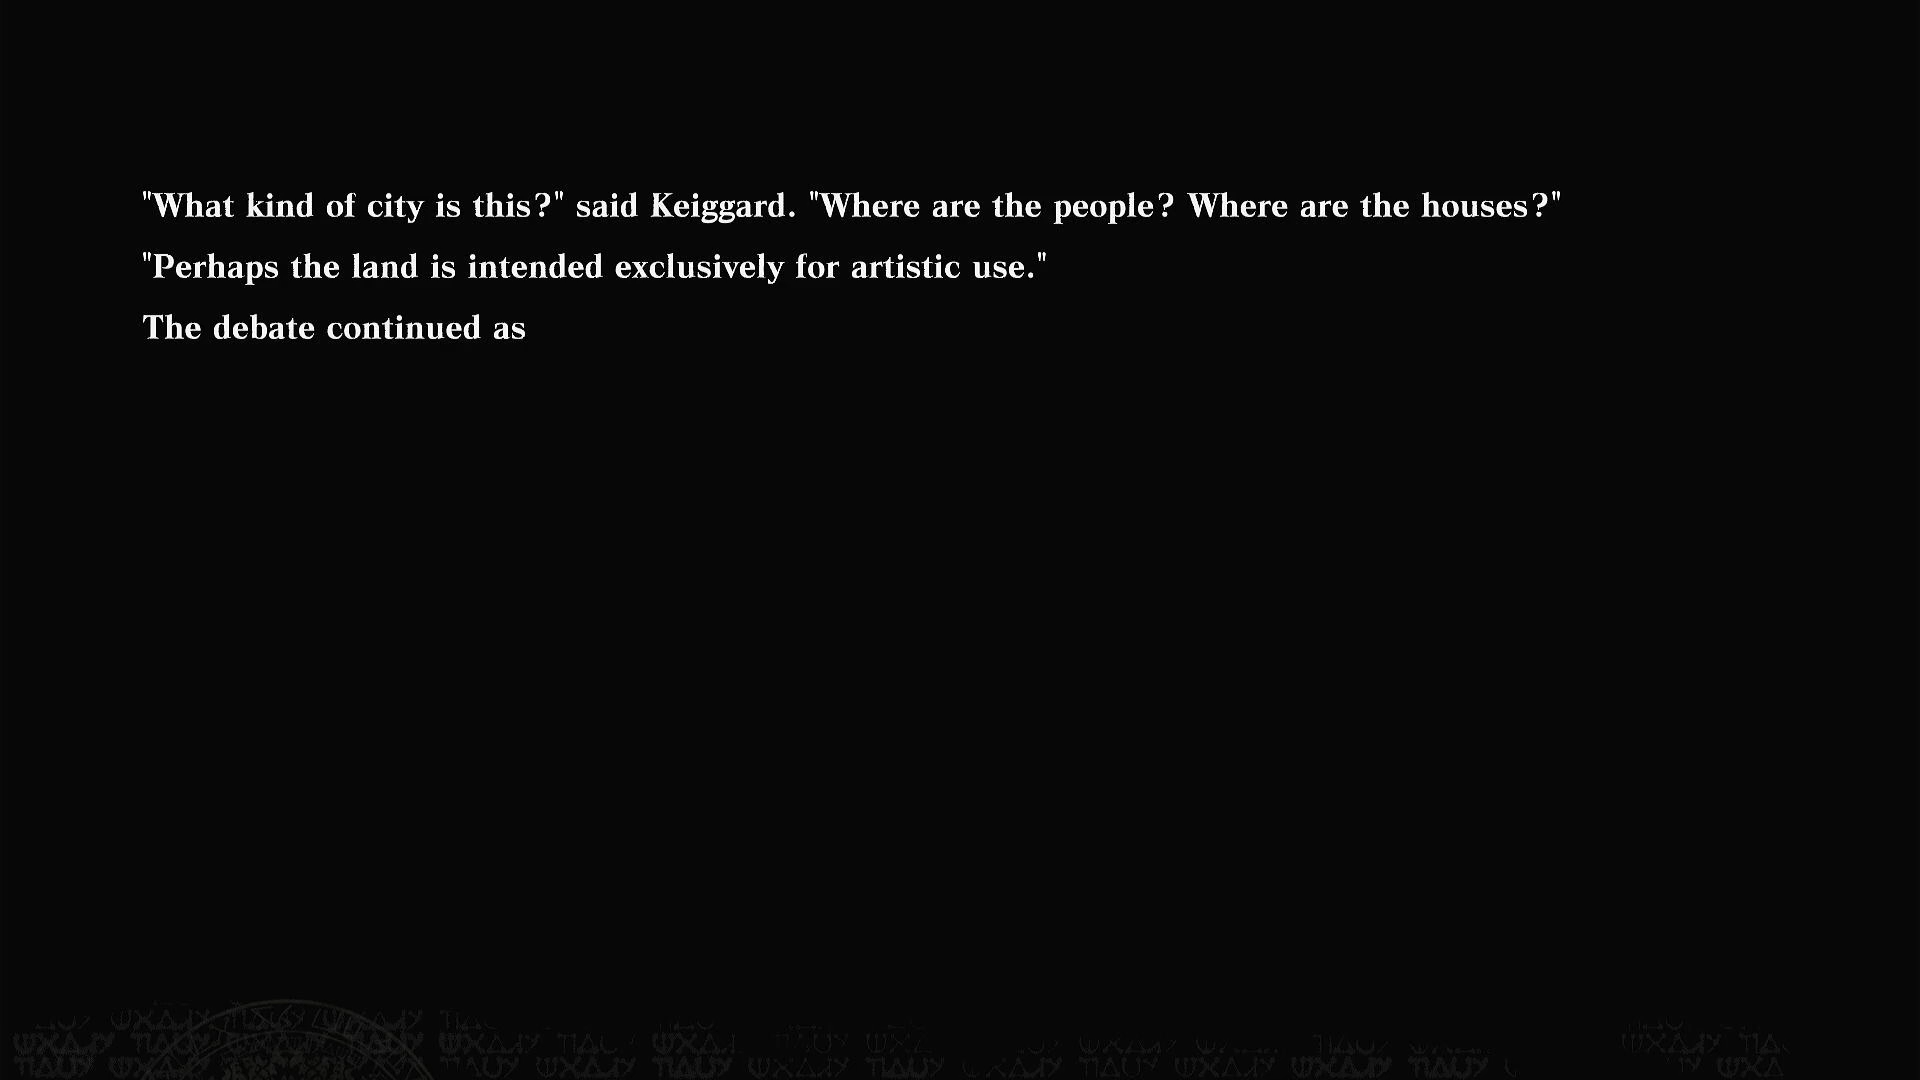 "What kind of city is this?" said Keiggard. "Where are the people? Where are the houses?"
"Perhaps the land is intended exclusively for artistic use."
The debate continued as